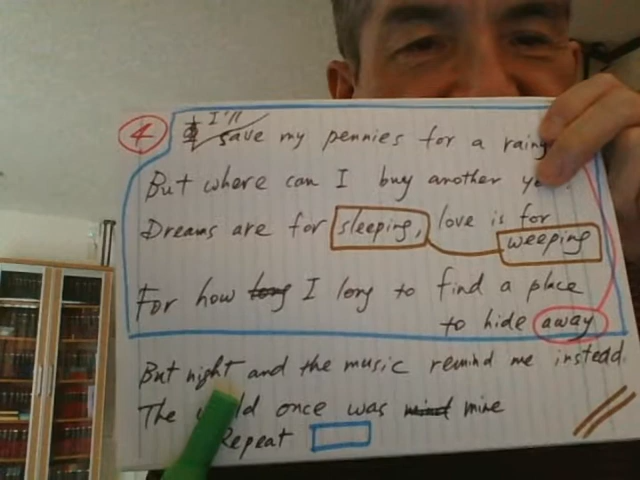 4
I'll
save my pennies for a rainy
But where can I buy another
Dreams are for sleeping, love is for
weeping
For how long I long to find a place
to hide away
But night and the music remind me instead.
The once was mind mine
Repeat